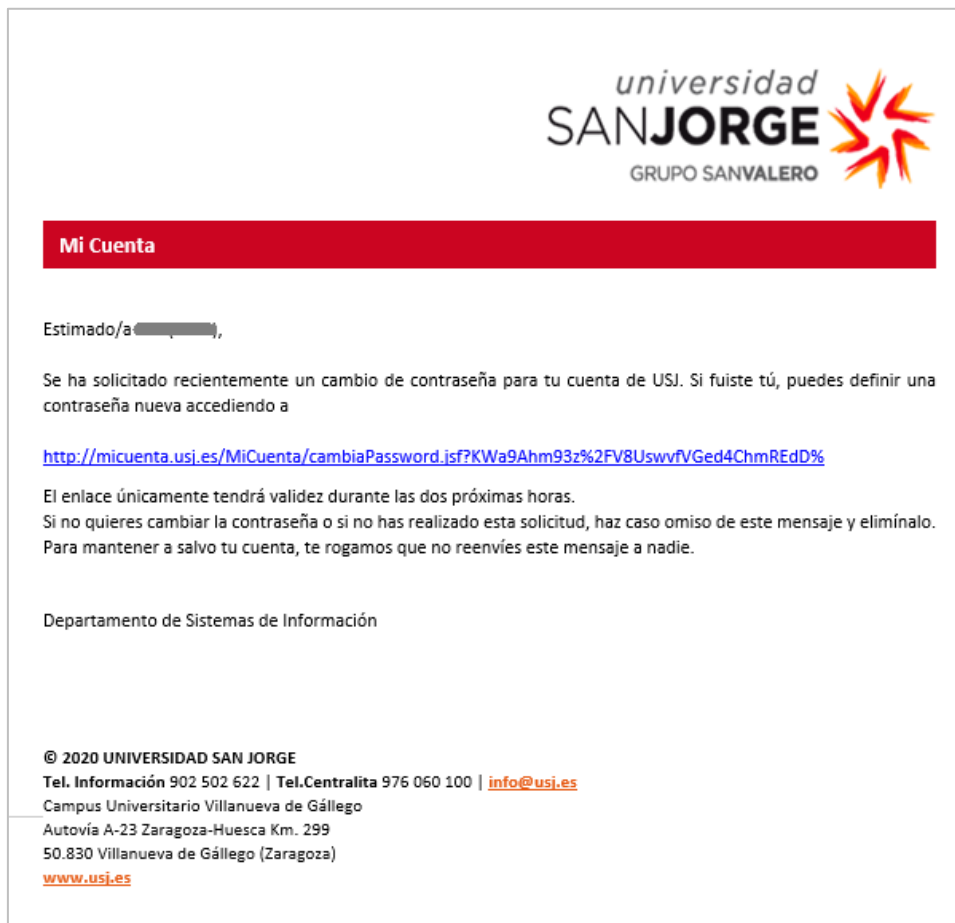 universidad
SANJORGE
GRUPO SANVALERO
Mi Cuenta
Estimado/a ,
Se ha solicitado recientemente un cambio de contraseña para tu cuenta de USJ. Si fuiste tú, puedes definir una
contraseña nueva accediendo a
http://micuenta.usj.es/MiCuenta/cambiaPassword.jsf?KWa9Ahm93z%2FV8UswvfVGed4ChmREdD%
El enlace únicamente tendrá validez durante las dos próximas horas.
Si no quieres cambiar la contraseña o si no has realizado esta solicitud, haz caso omiso de este mensaje y elimínalo.
Para mantener a salvo tu cuenta, te rogamos que no reenvíes este mensaje a nadie.
Departamento de Sistemas de Información
© 2020 UNIVERSIDAD SAN JORGE
Tel. Información 902 502 622 | Tel.Centralita 976 060 100 | info@usj.es
Campus Universitario Villanueva de Gállego
Autovía A-23 Zaragoza-Huesca Km. 299
50.830 Villanueva de Gállego (Zaragoza)
www.usj.es